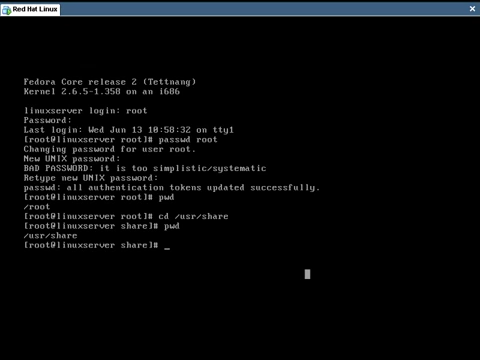 Red Hat Linux
Fedora Core release 2 (Tettnang)
Kernel 2.6.5-1.358 on an i686
linuxserver login: root
Password:
Last login: Wed Jun 13 10:58:32 on tty1
[root@linuxserver root]# passwd root
Changing password for user root.
New UNIX password:
BAD PASSWORD: it is too simplistic/systematic
Retype new UNIX password:
passwd: all authentication tokens updated successfully.
[root@linuxserver root]# pwd
/root
[root@linuxserver root]# cd /usr/share
[root@linuxserver share]# pwd
/usr/share
[root@linuxserver share]# _